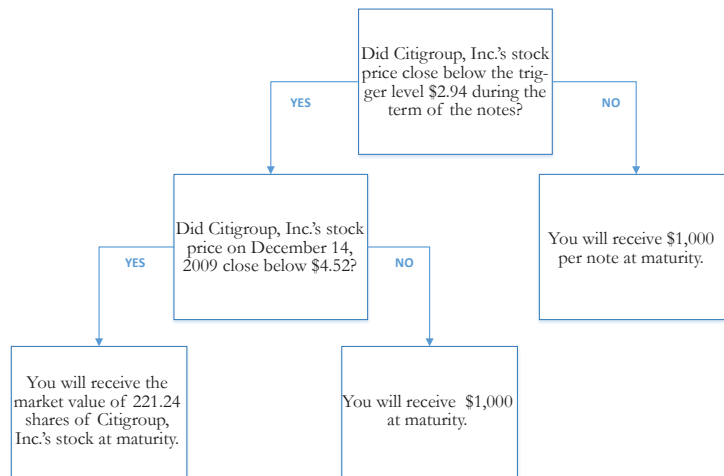 Did Citigroup, Inc.'s stock
price close below the trig-
ger level $2.94 during the
term of the notes?
YES
NO
Did Citigroup, Inc.'s stock
price on December 14,
2009 close below $4.52?
You will receive $1,000
per note at maturity.
YES
NO
You will receive the
market value of 221.24
shares of Citigroup,
Inc.'s stock at maturity.
You will receive $1,000
at maturity.